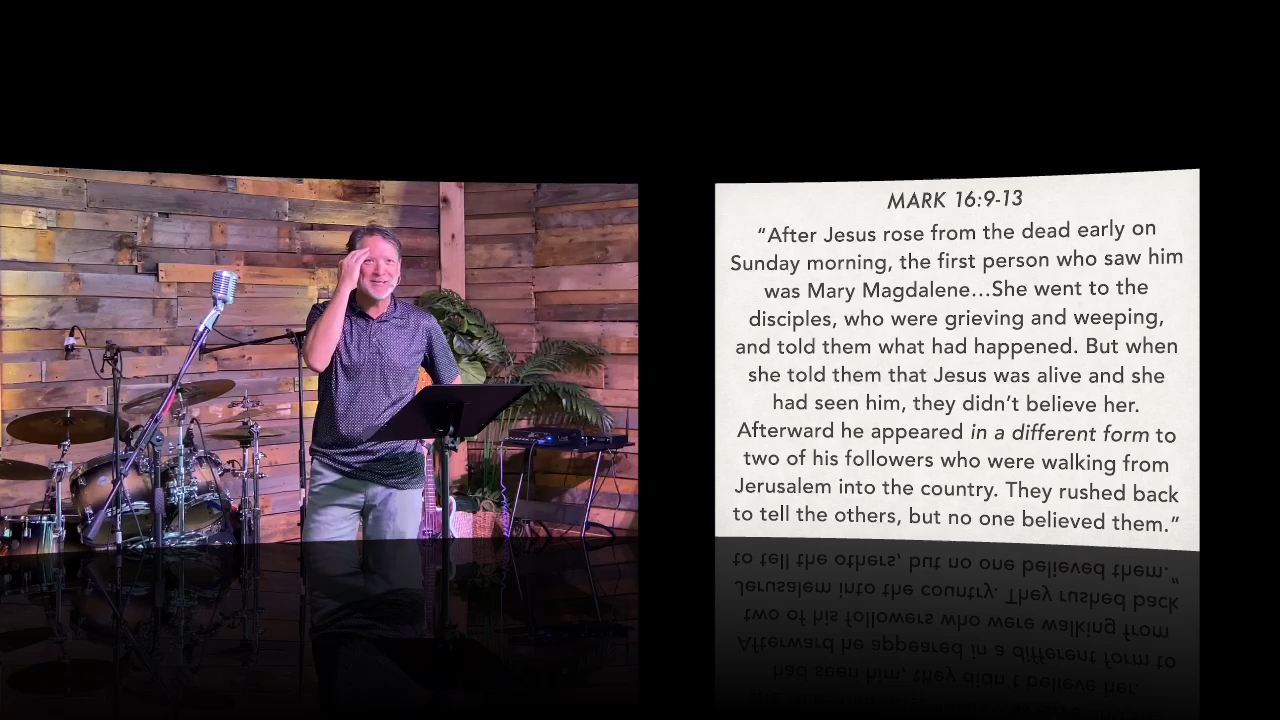 MARK 16:9-13
“After Jesus rose from the dead early on
Sunday morning, the first person who saw him
was Mary Magdalene...She went to the
disciples, who were grieving and weeping,
and told them what had happened. But when
she told them that Jesus was alive and she
had seen him, they didn’t believe her.
Afterward he appeared in a different form to
two of his followers who were walking from
Jerusalem into the country. They rushed back
to tell the others, but no one believed them.”